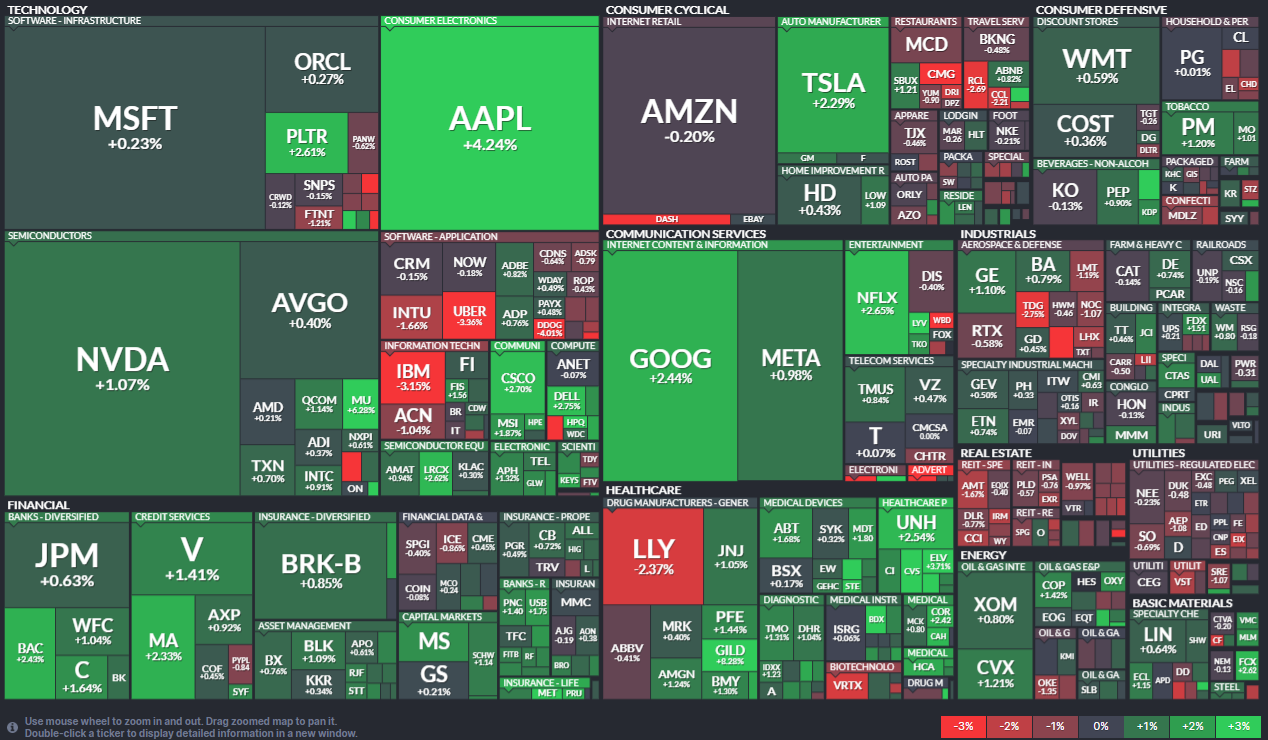 TECHNOLOGY
SOFTWARE - INFRASTRUCTURE
MSFT
+0.23%
ORCL
+0.27%
PLTR
+2.61%
PANW
-0.62%
CRWD
-0.12%
SNPS
-0.15%
FTNT
-1.21%
CONSUMER ELECTRONICS
AAPL
+4.24%
SEMICONDUCTORS
NVDA
+1.07%
AVGO
+0.40%
AMD
+0.21%
QCOM
+1.14%
MU
+6.28%
ADI
+0.37%
NXPI
+0.61%
TXN
+0.70%
INTC
+0.91%
ON
SOFTWARE - APPLICATION
CRM
-0.15%
NOW
-0.18%
ADBE
+0.82%
CDNS
-0.64%
ADSK
-0.79
WDAY
+0.49%
ROP
-0.43%
INTU
-1.66%
UBER
-3.36%
ADP
+0.76%
PAYX
+0.48%
DDOG
-4.01%
INFORMATION TECHN
IBM
-3.15%
FI
FIS
+1.56
ACN
-1.04%
BR
CDW
IT
COMMUNI
CSCO
+2.70%
MSI
+1.87%
HPE
COMPUTE
ANET
-0.07%
DELL
+2.75%
HPQ
WDC
SEMICONDUCTOR EQU
AMAT
+0.94%
LRCX
+2.62%
KLAC
+0.30%
ELECTRONIC
APH
+1.32%
TEL
GLW
SCIENTI
TDY
KEYS
FTV
CONSUMER CYCLICAL
INTERNET RETAIL
AMZN
-0.20%
DASH
EBAY
AUTO MANUFACTURER
TSLA
+2.29%
GM
F
HOME IMPROVEMENT R
HD
+0.43%
LOW
+1.09
RESTAURANTS
MCD
SBUX
+1.21
CMG
YUM
-0.90
DRI
DPZ
TRAVEL SERV
BKNG
-0.48%
RCL
-2.69
ABNB
+0.82%
CCL
-2.21
APPARE
TJX
-0.46%
ROST
LODGIN
MAR
-0.26
HLT
FOOT
NKE
-0.21%
PACKA
SW
SPECIAL
AUTO PA
ORLY
AZO
RESIDE
LEN
CONSUMER DEFENSIVE
DISCOUNT STORES
WMT
+0.59%
COST
+0.36%
TGT
-0.26
DG
DLTR
HOUSEHOLD & PER
PG
+0.01%
CL
EL
CHD
TOBACCO
PM
+1.20%
MO
+1.01
BEVERAGES - NON-ALCOH
KO
-0.13%
PEP
+0.90%
KDP
PACKAGED
KHC
GIS
K
FARM
KR
STZ
CONFECTI
MDLZ
SYY
COMMUNICATION SERVICES
INTERNET CONTENT & INFORMATION
GOOG
+2.44%
META
+0.98%
ENTERTAINMENT
NFLX
+2.65%
DIS
-0.40%
LYV
WBD
FOX
TKO
TELECOM SERVICES
TMUS
+0.84%
VZ
+0.47%
T
+0.07%
CMCSA
0.00%
CHTR
ELECTRONI
ADVERT
INDUSTRIALS
AEROSPACE & DEFENSE
GE
+1.10%
BA
+0.79%
LMT
-1.19%
RTX
-0.58%
TDG
-2.75%
HWM
-0.46
NOC
-1.07
GD
+0.45%
LHX
TXT
FARM & HEAVY C
CAT
-0.14%
DE
+0.74%
PCAR
RAILROADS
UNP
-0.19%
CSX
NSC
-0.16
BUILDING
TT
+0.46%
JCI
CARR
-0.50
LII
INTEGRA
UPS
+0.21
FDX
+1.51
WASTE
WM
+0.80
RSG
-0.18
SPECIALTY INDUSTRIAL MACHI
GEV
+0.50%
PH
+0.33
ITW
CMI
+0.63
ETN
+0.74%
EMR
-0.07
OTIS
+0.16
IR
XYL
DOV
CONGLO
HON
-0.13%
MMM
SPECI
CTAS
DAL
UAL
PWR
-0.31
CPRT
INDUS
URI
VLTO
FINANCIAL
BANKS - DIVERSIFIED
JPM
+0.63%
BAC
+2.43%
WFC
+1.04%
C
+1.64%
BK
CREDIT SERVICES
V
+1.41%
MA
+2.33%
AXP
+0.92%
COF
+0.45%
PYPL
-0.84
SYF
INSURANCE - DIVERSIFIED
BRK-B
+0.85%
ASSET MANAGEMENT
BX
+0.76%
BLK
+1.09%
APO
+0.61%
KKR
+0.34%
RJF
STT
FINANCIAL DATA &
SPGI
-0.40%
ICE
-0.86%
CME
+0.45%
COIN
-0.08%
MCO
+0.24
CAPITAL MARKETS
MS
SCHW
+1.14
GS
+0.21%
INSURANCE - PROPE
PGR
+0.49%
CB
+0.72%
ALL
HIG
TRV
L
BANKS - R
PNC
+1.40
USB
+1.75
TFC
FITB
RF
INSURAN
MMC
AJG
-0.19
AON
+0.38
BRO
INSURANCE - LIFE
MET
PRU
HEALTHCARE
DRUG MANUFACTURERS - GENER
LLY
-2.37%
JNJ
+1.05%
ABBV
-0.41%
MRK
+0.40%
PFE
+1.44%
AMGN
+1.24%
GILD
+8.28%
BMY
+1.30%
MEDICAL DEVICES
ABT
+1.68%
SYK
+0.32%
MDT
+1.80
BSX
+0.17%
EW
GEHC
STE
HEALTHCARE P
UNH
+2.54%
CI
CVS
ELV
+3.71%
DIAGNOSTIC
TMO
+1.31%
DHR
+1.04%
IDXX
+1.23
A
MEDICAL INSTR
ISRG
+0.06%
BDX
MEDICAL
MCK
+0.80
COR
+2.42
CAH
BIOTECHNOLO
VRTX
MEDICAL
HCA
DRUG M
REAL ESTATE
REIT - SPE
AMT
-1.67%
EQIX
-0.40
DLR
-0.77%
IRM
CCI
WY
REIT - IN
PLD
-0.57
PSA
-0.76
EXR
WELL
-0.97%
VTR
REIT - RE
SPG
O
UTILITIES
UTILITIES - REGULATED ELEC
NEE
-0.23%
DUK
-0.48
EXC
-0.48
PEG
XEL
ETR
SO
-0.69%
AEP
-1.08
ED
PPL
FE
D
CNP
EIX
ES
UTILITI
CEG
UTILIT
VST
SRE
-1.07
ENERGY
OIL & GAS INTE
XOM
+0.80%
CVX
+1.21%
OIL & GAS E&P
COP
+1.42%
HES
OXY
EOG
EQT
OIL & G
OKE
-1.35
OIL & GA
KMI
OIL & GA
SLB
BASIC MATERIALS
SPECIALTY CHE
LIN
+0.64%
SHW
ECL
+1.15
APD
DD
CTVA
-0.20
VMC
CF
MLM
NEM
-0.13
FCX
+2.62
STEEL
Use mouse wheel to zoom in and out. Drag zoomed map to pan it.
Double-click a ticker to display detailed information in a new window.
-3% -2% -1% 0% +1% +2% +3%